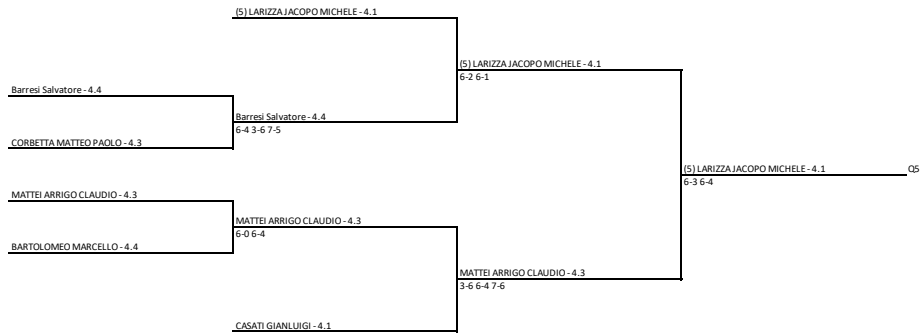 (5) LARIZZA JACOPO MICHELE - 4.1
(5) LARIZZA JACOPO MICHELE - 4.1
6-2 6-1
Barresi Salvatore - 4.4
Barresi Salvatore - 4.4
6-4 3-6 7-5
CORBETTA MATTEO PAOLO - 4.3
(5) LARIZZA JACOPO MICHELE - 4.1
Q5
6-3 6-4
MATTEI ARRIGO CLAUDIO - 4.3
MATTEI ARRIGO CLAUDIO - 4.3
6-0 6-4
BARTOLOMEO MARCELLO - 4.4
MATTEI ARRIGO CLAUDIO - 4.3
3-6 6-4 7-6
CASATI GIANLUIGI - 4.1